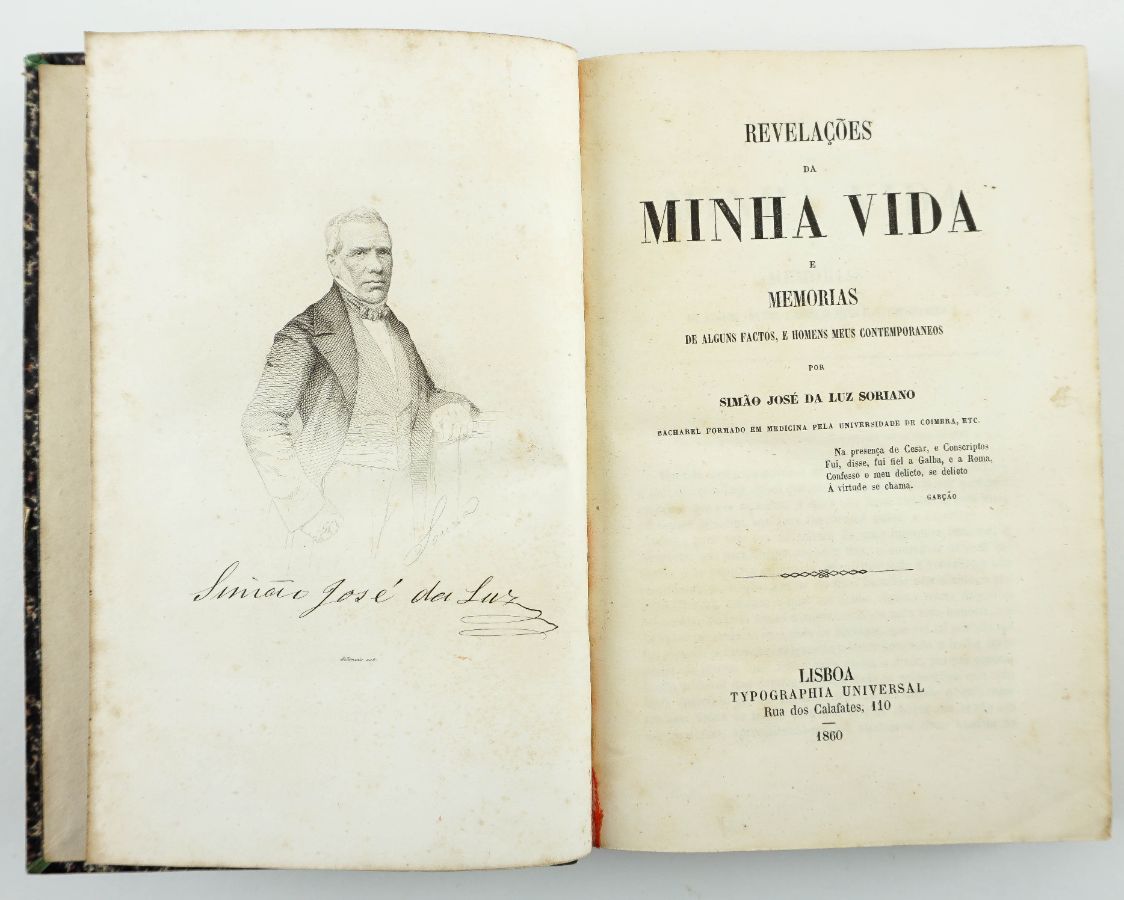 Simão José da Luz
REVELAÇÕES
DA
MINHA VIDA
E
MEMORIAS
DE ALGUNS FACTOS, E HOMENS MEUS CONTEMPORANEOS
POR
SIMÃO JOSÉ DA LUZ SORIANO
BACHAREL FORMADO EM MEDICINA PELA UNIVERSIDADE DE COIMBRA, ETC.
Na presença de Cesar, e Conscriptos
Fui, disse, fui fiel a Galba, e a Roma,
Confesso o meu delicto, se delicto
Á virtude se chama.
GARÇÃO
LISBOA
TYPOGRAPHIA UNIVERSAL
Rua dos Calafates, 110
1860